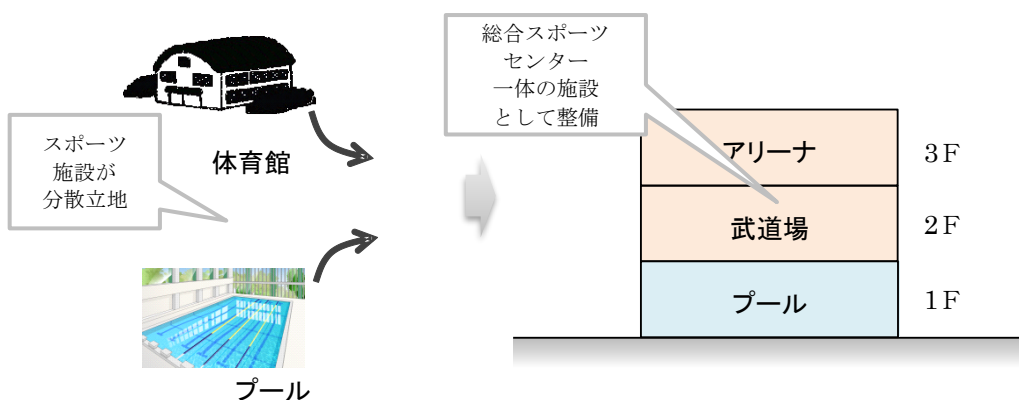 スポーツ
施設が
分散立地
体育館
プール
総合スポーツ
センター
一体の施設
として整備
アリーナ
3F
武道場
2F
プール
1F